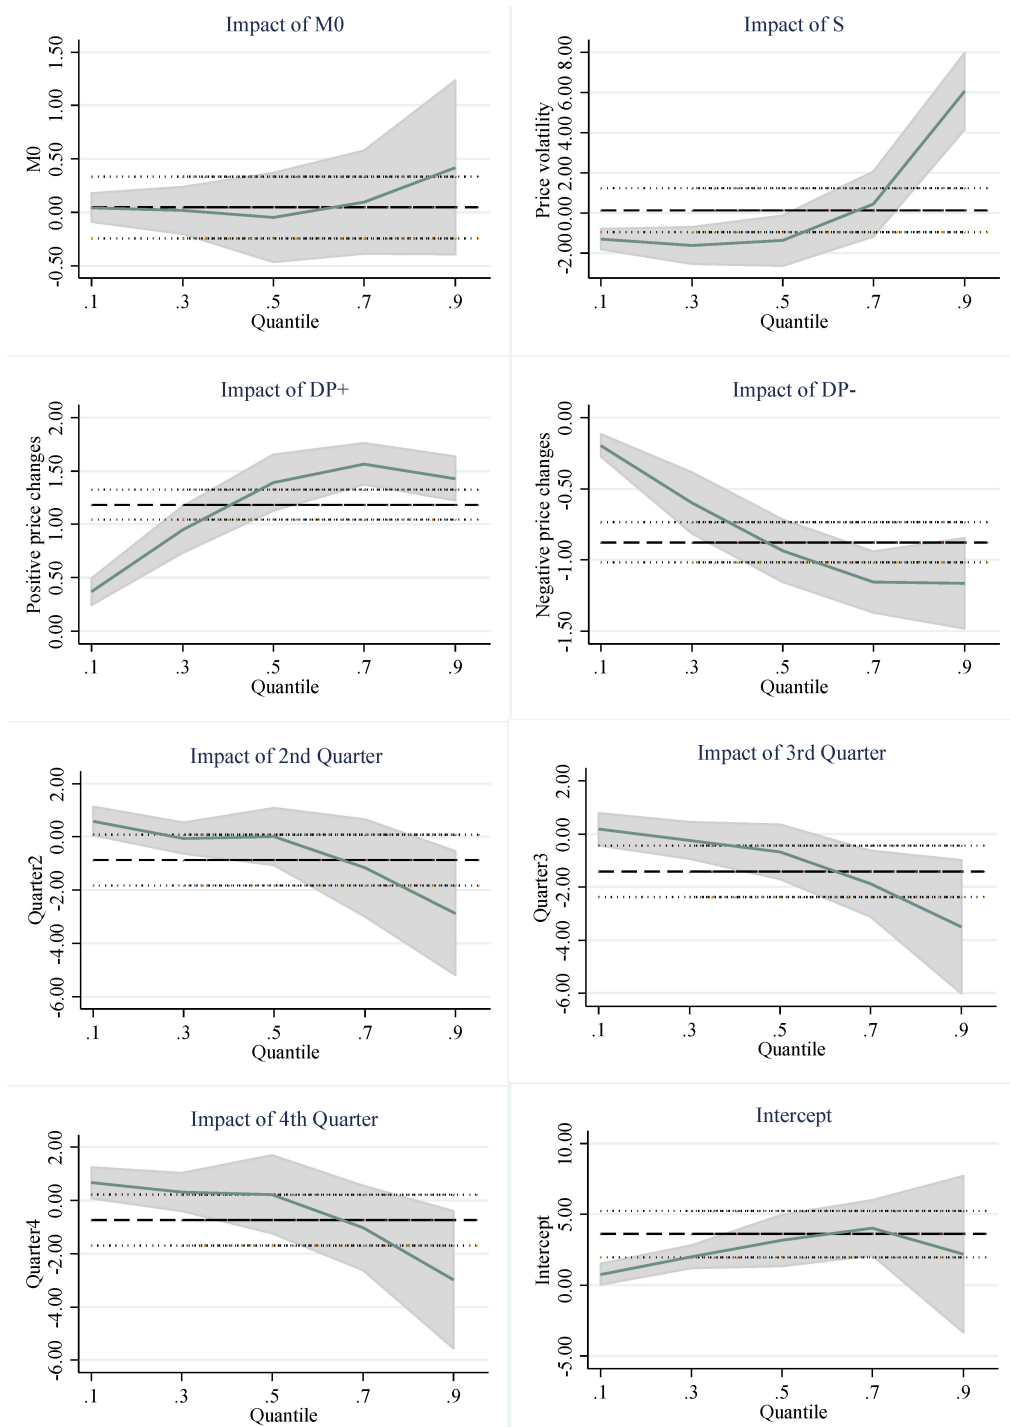 Impact of M0
M0
1.50
1.00
0.50
0.00
-0.50
.1 .3 .5 .7 .9
Quantile
Impact of S
Price volatility
8.00
6.00
4.00
2.00
0.00
-2.00
.1 .3 .5 .7 .9
Quantile
Impact of DP+
Positive price changes
2.00
1.50
1.00
0.50
0.00
.1 .3 .5 .7 .9
Quantile
Impact of DP-
Negative price changes
0.00
-0.50
-1.00
-1.50
.1 .3 .5 .7 .9
Quantile
Impact of 2nd Quarter
Quarter2
2.00
0.00
-2.00
-4.00
-6.00
.1 .3 .5 .7 .9
Quantile
Impact of 3rd Quarter
Quarter3
2.00
0.00
-2.00
-4.00
-6.00
.1 .3 .5 .7 .9
Quantile
Impact of 4th Quarter
Quarter4
2.00
0.00
-2.00
-4.00
-6.00
.1 .3 .5 .7 .9
Quantile
Intercept
Intercept
10.00
5.00
0.00
-5.00
.1 .3 .5 .7 .9
Quantile